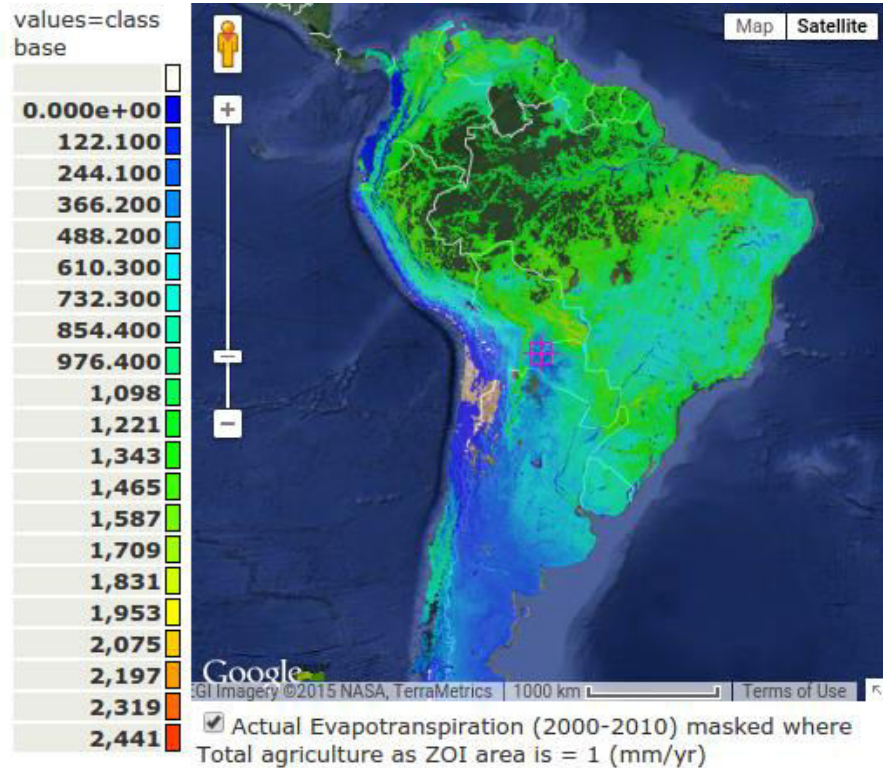 values=class
base
0.000e+00
122.100
244.100
366.200
488.200
610.300
732.300
854.400
976.400
1,098
1,221
1,343
1,465
1,587
1,709
1,831
1,953
2,075
2,197
2,319
2,441
Map Satellite
Google
EGI Imagery ©2015 NASA, TerraMetrics 1000 km Terms of Use
Actual Evapotranspiration (2000-2010) masked where
Total agriculture as ZOI area is = 1 (mm/yr)